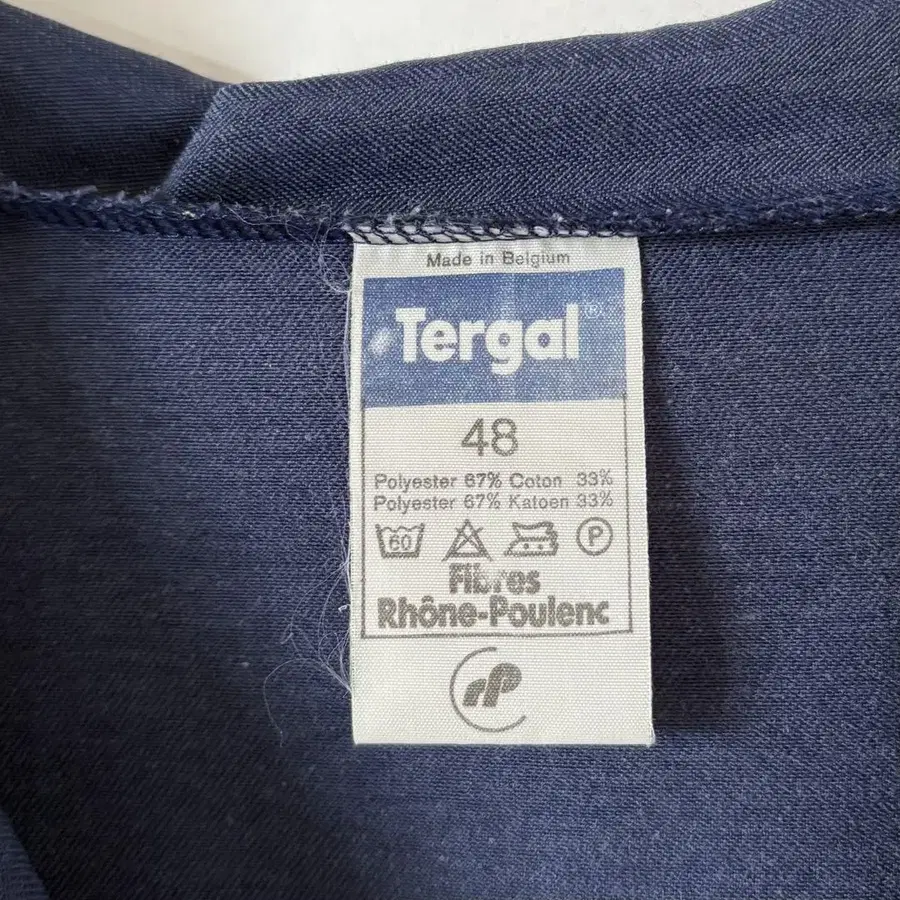 Made in Belgium
Tergal®
48
Polyester 67% Coton 33%
Polyester 67% Katoen 33%
60 P
Fibres
Rhône-Poulenc
rP